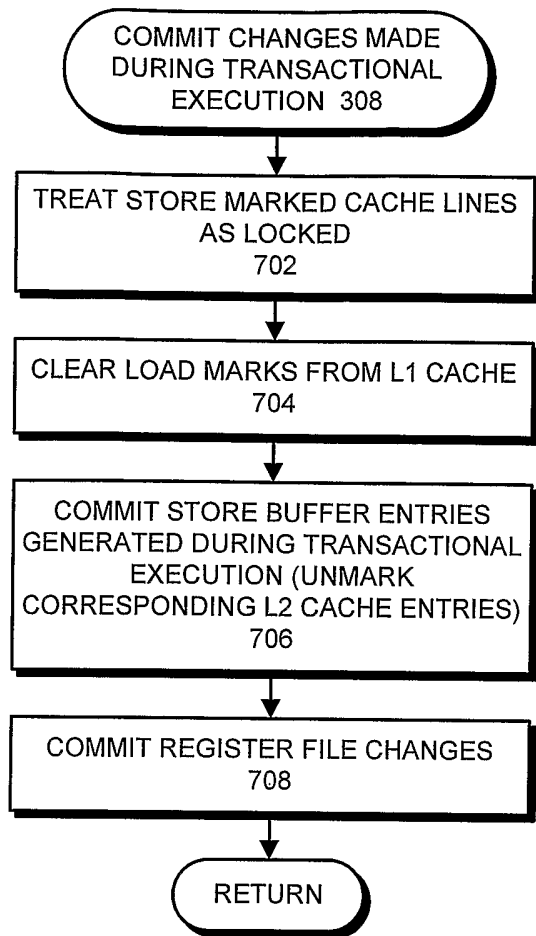 COMMIT CHANGES MADE
DURING TRANSACTIONAL
EXECUTION 308
TREAT STORE MARKED CACHE LINES
AS LOCKED
702
CLEAR LOAD MARKS FROM L1 CACHE
704
COMMIT STORE BUFFER ENTRIES
GENERATED DURING TRANSACTIONAL
EXECUTION (UNMARK
CORRESPONDING L2 CACHE ENTRIES)
706
COMMIT REGISTER FILE CHANGES
708
RETURN